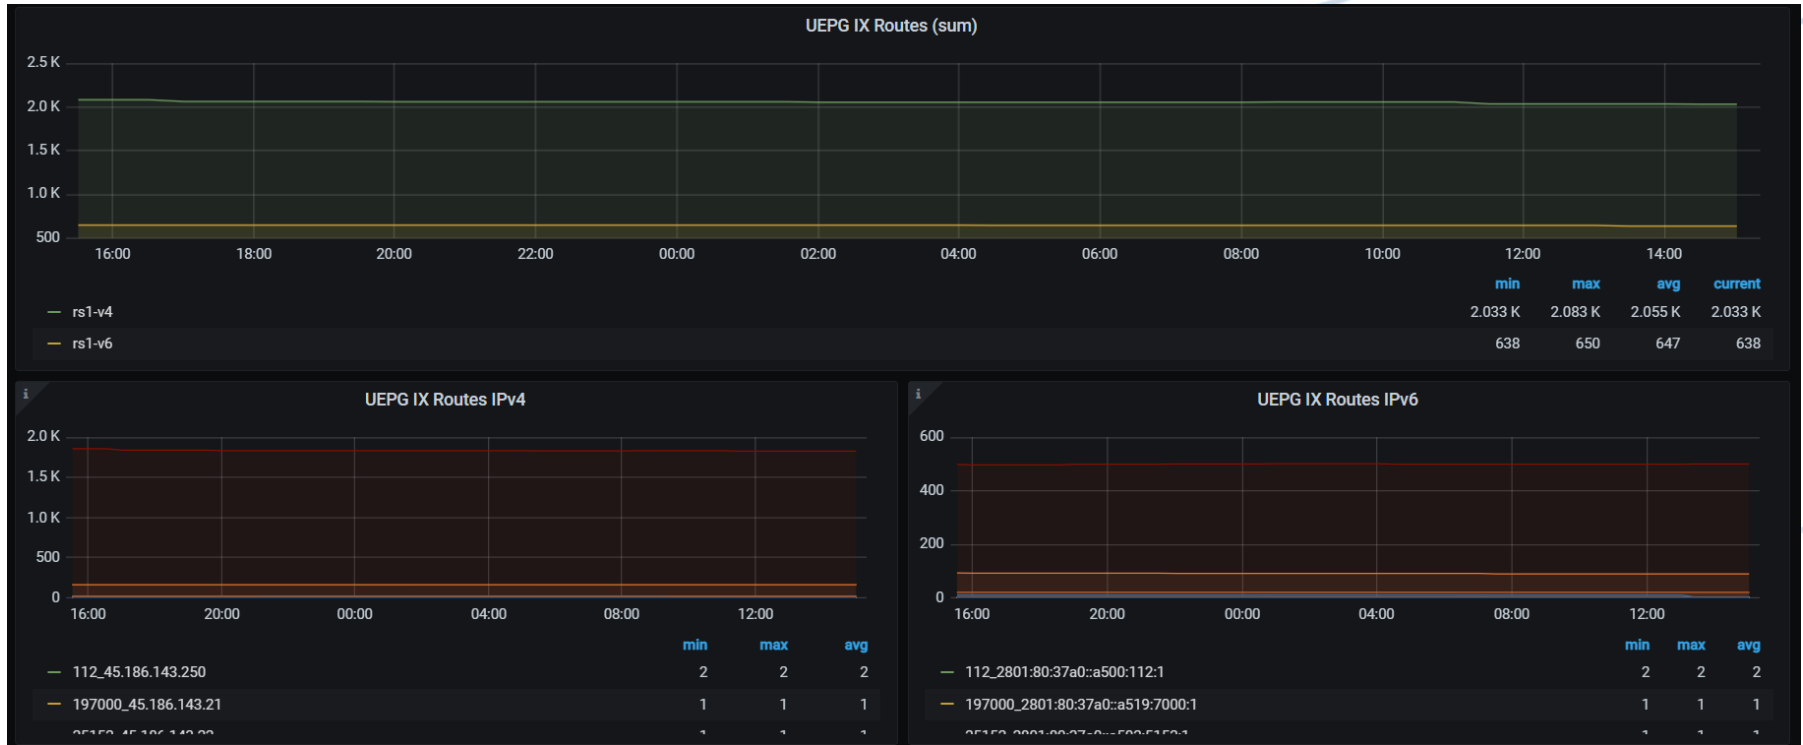 UEPG IX Routes (sum)
2.5 K
2.0 K
1.5 K
1.0 K
500
16:00 18:00 20:00 22:00 00:00 02:00 04:00 06:00 08:00 10:00 12:00 14:00
min max avg current
rs1-v4 2.033 K 2.083 K 2.055 K 2.033 K
rs1-v6 638 650 647 638
i
UEPG IX Routes IPv4
2.0 K
1.5 K
1.0 K
500
0
16:00 20:00 00:00 04:00 08:00 12:00
min max avg
112_45.186.143.250 2 2 2
197000_45.186.143.21 1 1 1
i
UEPG IX Routes IPv6
600
400
200
0
16:00 20:00 00:00 04:00 08:00 12:00
min max avg
112_2801:80:37a0::a500:112:1 2 2 2
197000_2801:80:37a0::a519:7000:1 1 1 1